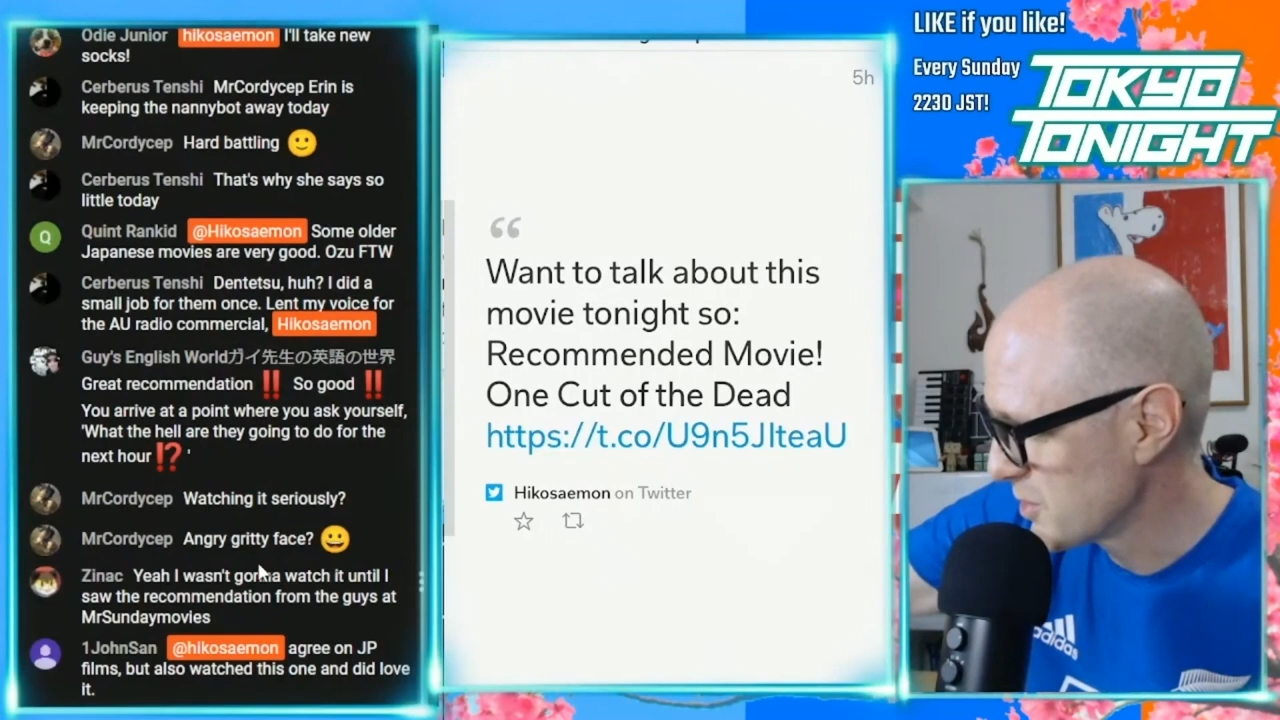 LIKE if you like!
Every Sunday
2230 JST!
TOKYO
TONIGHT
Odie Junior hikosaemon I'll take new
socks!
Cerberus Tenshi MrCordycep Erin is
keeping the nannybot away today
MrCordycep Hard battling 🙂
Cerberus Tenshi That's why she says so
little today
Q
Quint Rankid @Hikosaemon Some older
Japanese movies are very good. Ozu FTW
Cerberus Tenshi Dentetsu, huh? I did a
small job for them once. Lent my voice for
the AU radio commercial, Hikosaemon
Guy's English Worldガイ先生の英語の世界
Great recommendation ‼️ So good ‼️
You arrive at a point where you ask yourself,
'What the hell are they going to do for the
next hour ⁉️ '
MrCordycep Watching it seriously?
MrCordycep Angry gritty face? 😀
Zinac Yeah I wasn't gonna watch it until I
saw the recommendation from the guys at
MrSundaymovies
1JohnSan @hikosaemon agree on JP
films, but also watched this one and did love
it.
5h
“
Want to talk about this
movie tonight so:
Recommended Movie!
One Cut of the Dead
https://t.co/U9n5JIteaU
Hikosaemon on Twitter
adidas